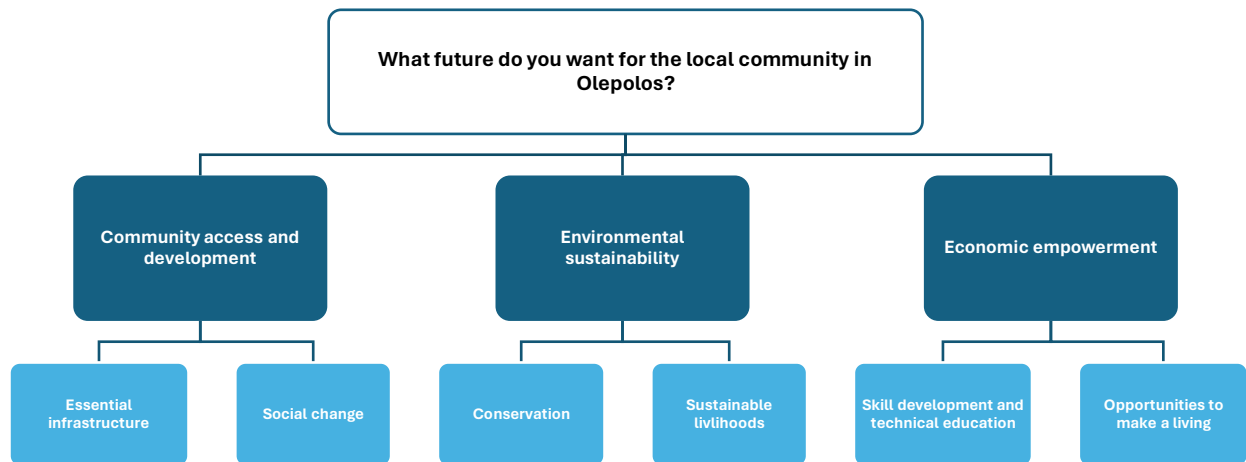 What future do you want for the local community in
Olepolos?
Community access and
development
Environmental
sustainability
Economic empowerment
Essential
infrastructure
Social change
Conservation
Sustainable
livlihoods
Skill development and
technical education
Opportunities to
make a living